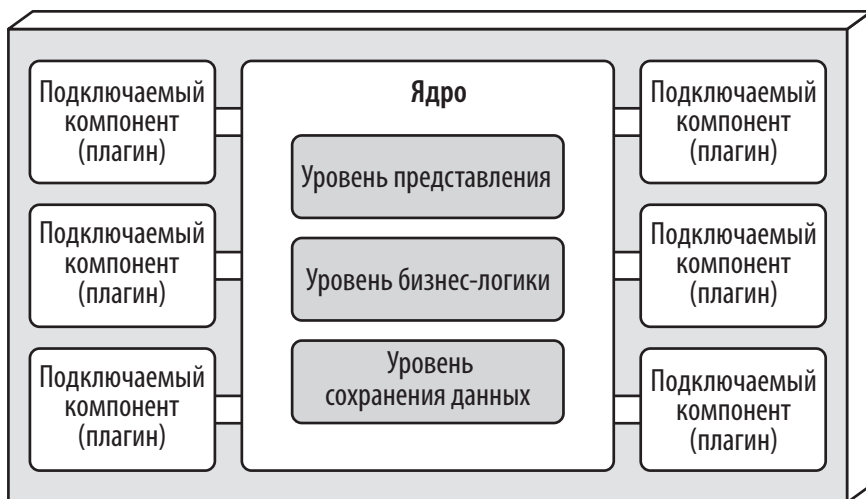 Подключаемый
компонент
(плагин)
Подключаемый
компонент
(плагин)
Подключаемый
компонент
(плагин)
Ядро
Уровень представления
Уровень бизнес-логики
Уровень
сохранения данных
Подключаемый
компонент
(плагин)
Подключаемый
компонент
(плагин)
Подключаемый
компонент
(плагин)